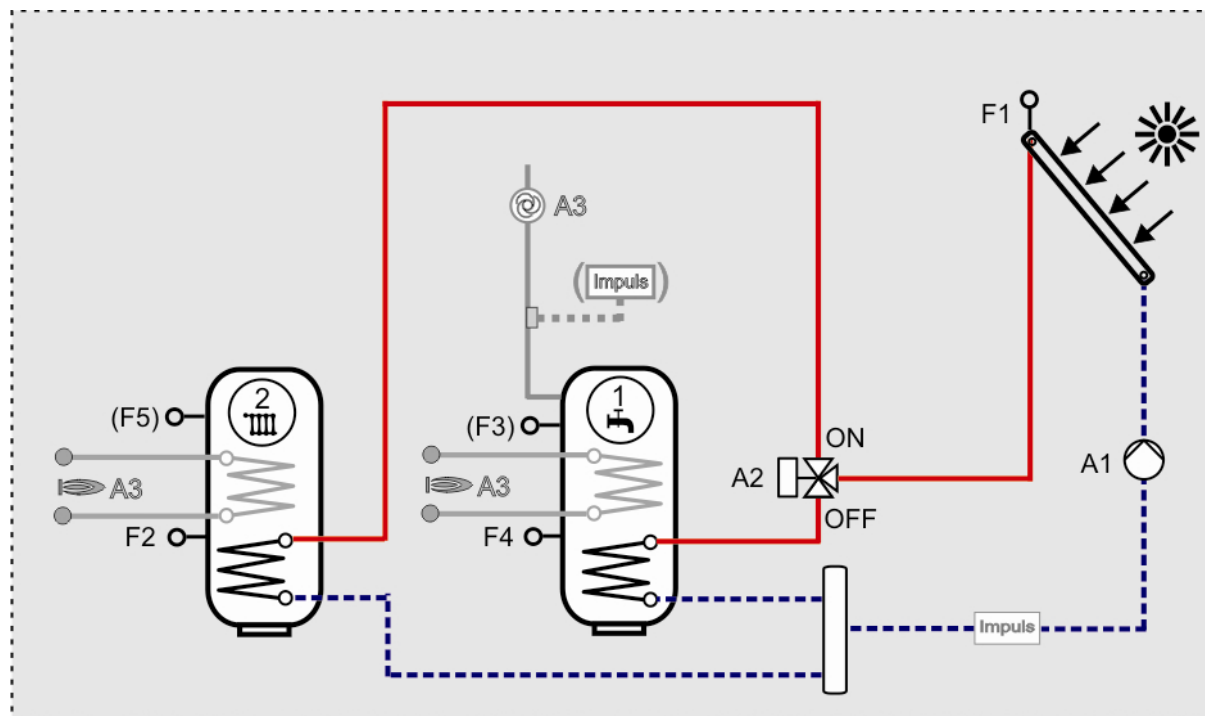 F1
A3
(Impuls)
2
1
(F5)
(F3)
ON
A1
A2
A3
A3
OFF
F2
F4
Impuls